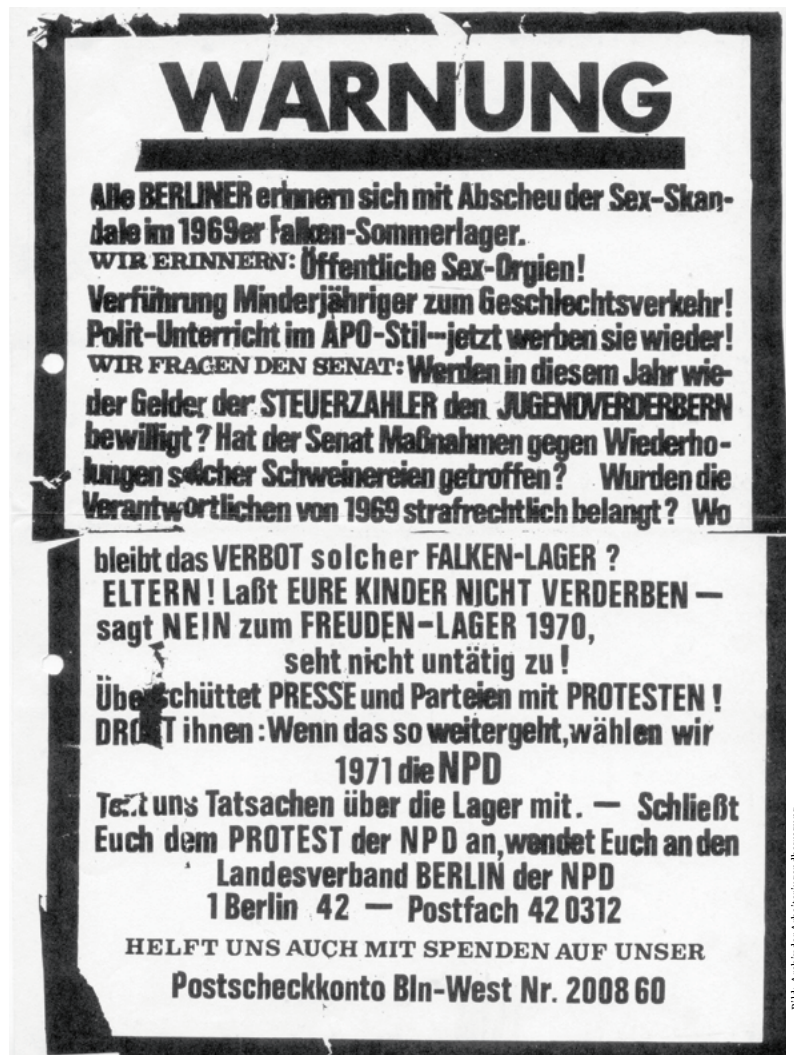 WARNUNG
Alle BERLINER erinnern sich mit Abscheu der Sex-Skan-
dale im 1969er Falken-Sommerlager.
WIR ERINNERN: Öffentliche Sex-Orgien!
Verführung Minderjähriger zum Geschlechtsverkehr!
Polit-Unterricht im APO-Stil--jetzt werben sie wieder!
WIR FRAGEN DEN SENAT: Werden in diesem Jahr wie-
der Gelder der STEUERZAHLER den JUGENDVERDERBERN
bewilligt? Hat der Senat Maßnahmen gegen Wiederho-
lungen solcher Schweinereien getroffen? Wurden die
Verantwortlichen von 1969 strafrechtlich belangt? Wo
bleibt das VERBOT solcher FALKEN-LAGER ?
ELTERN! Laßt EURE KINDER NICHT VERDERBEN —
sagt NEIN zum FREUDEN-LAGER 1970,
seht nicht untätig zu!
Überschüttet PRESSE und Parteien mit PROTESTEN!
DROHT ihnen: Wenn das so weitergeht, wählen wir
1971 die NPD
Teilt uns Tatsachen über die Lager mit. — Schließt
Euch dem PROTEST der NPD an, wendet Euch an den
Landesverband BERLIN der NPD
1 Berlin 42 — Postfach 42 0312
HELFT UNS AUCH MIT SPENDEN AUF UNSER
Postscheckkonto Bln-West Nr. 2008 60